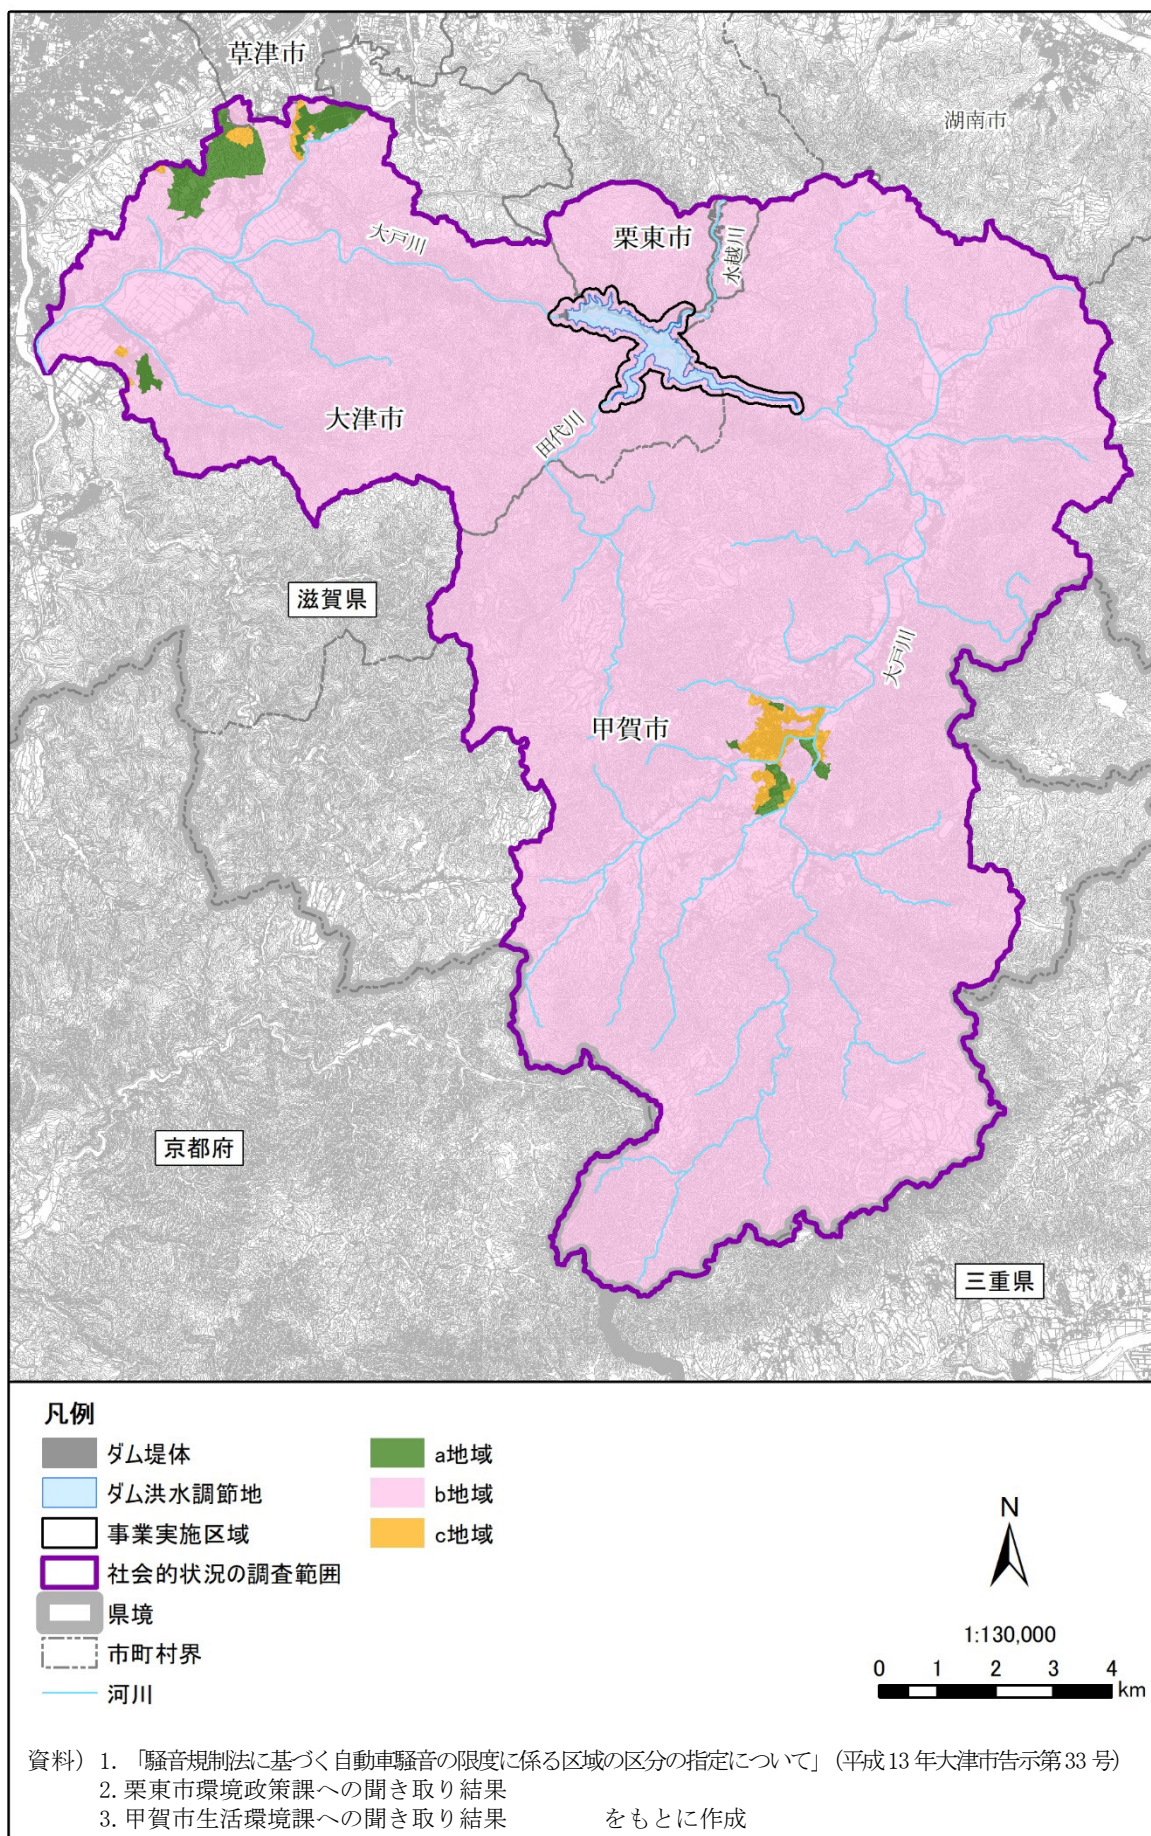 草津市
湖南市
栗東市
水越川
大戸川
大津市
田代川
滋賀県
大戸川
甲賀市
京都府
三重県
凡例
ダム堤体
ダム洪水調節地
事業実施区域
社会的状況の調査範囲
県境
市町村界
河川
a地域
b地域
c地域
N
1:130,000
0 1 2 3 4
km
資料）1. 「騒音規制法に基づく自動車騒音の限度に係る区域の区分の指定について」（平成 13 年大津市告示第 33 号）
2. 栗東市環境政策課への聞き取り結果
3. 甲賀市生活環境課への聞き取り結果 をもとに作成